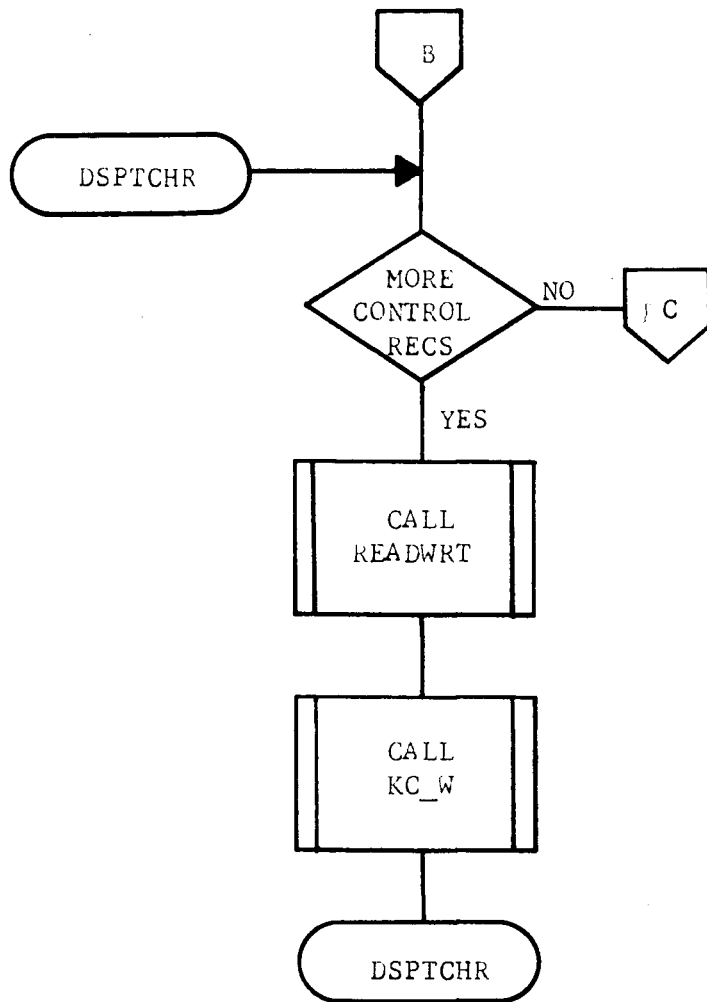 B
DSPTCHR
MORE
CONTROL
RECS
NO
C
YES
CALL
READWRT
CALL
KC_W
DSPTCHR